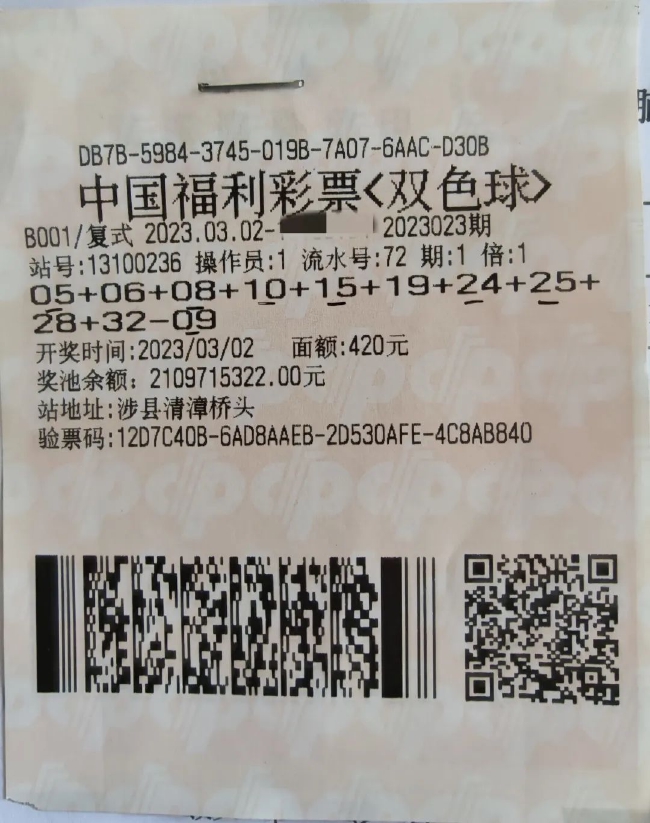 DB7B-5984-3745-019B-7A07-6AAC-D30B
中国福利彩票<双色球>
B001/复式 2023.03.02- 2023023期
站号:13100236 操作员:1 流水号:72 期:1 倍:1
05+06+08+10+15+19+24+25+
28+32-09
开奖时间:2023/03/02 面额:420元
奖池余额: 2109715322.00元
站地址:涉县清漳桥头
验票码:12D7C40B-6AD8AAEB-2D530AFE-4C8AB840